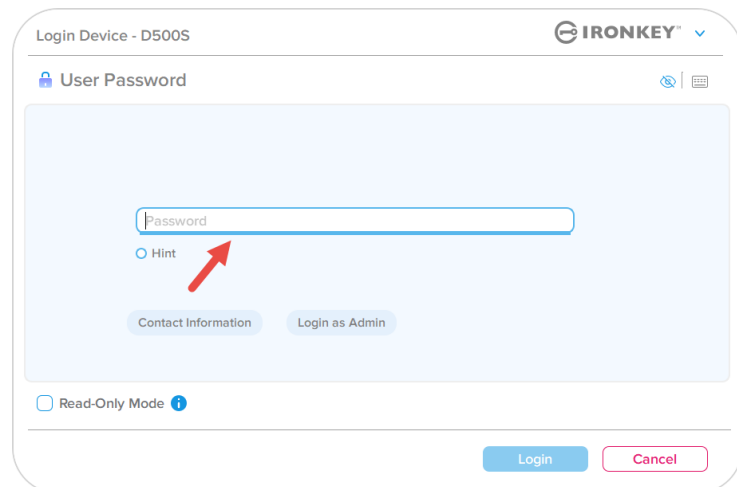 Login Device - D500S
IRONKEY™
User Password
Password
Hint
Contact Information
Login as Admin
Read-Only Mode
Login
Cancel